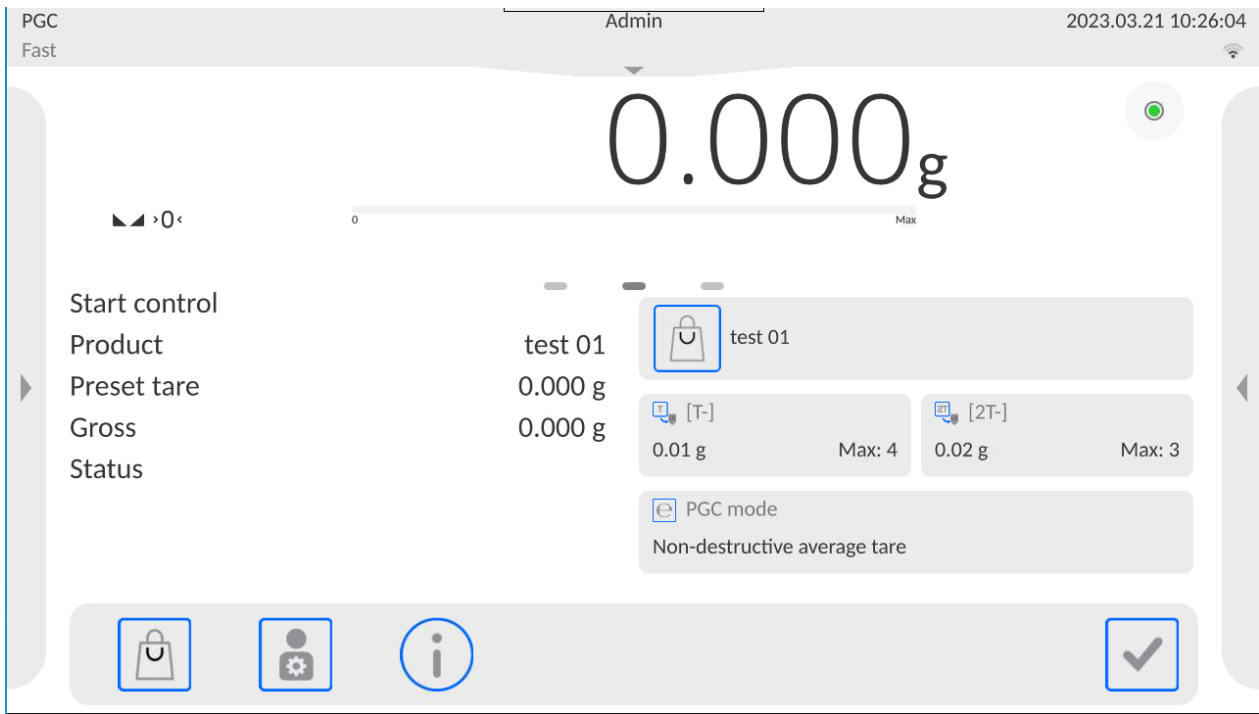 PGC Admin 2023.03.21 10:26:04
Fast
0.000 g
›0‹
0 Max
Start control
Product test 01
Preset tare 0.000 g
Gross 0.000 g
Status
test 01
T [T-]
0.01 g Max: 4
2T [2T-]
0.02 g Max: 3
e PGC mode
Non-destructive average tare
i